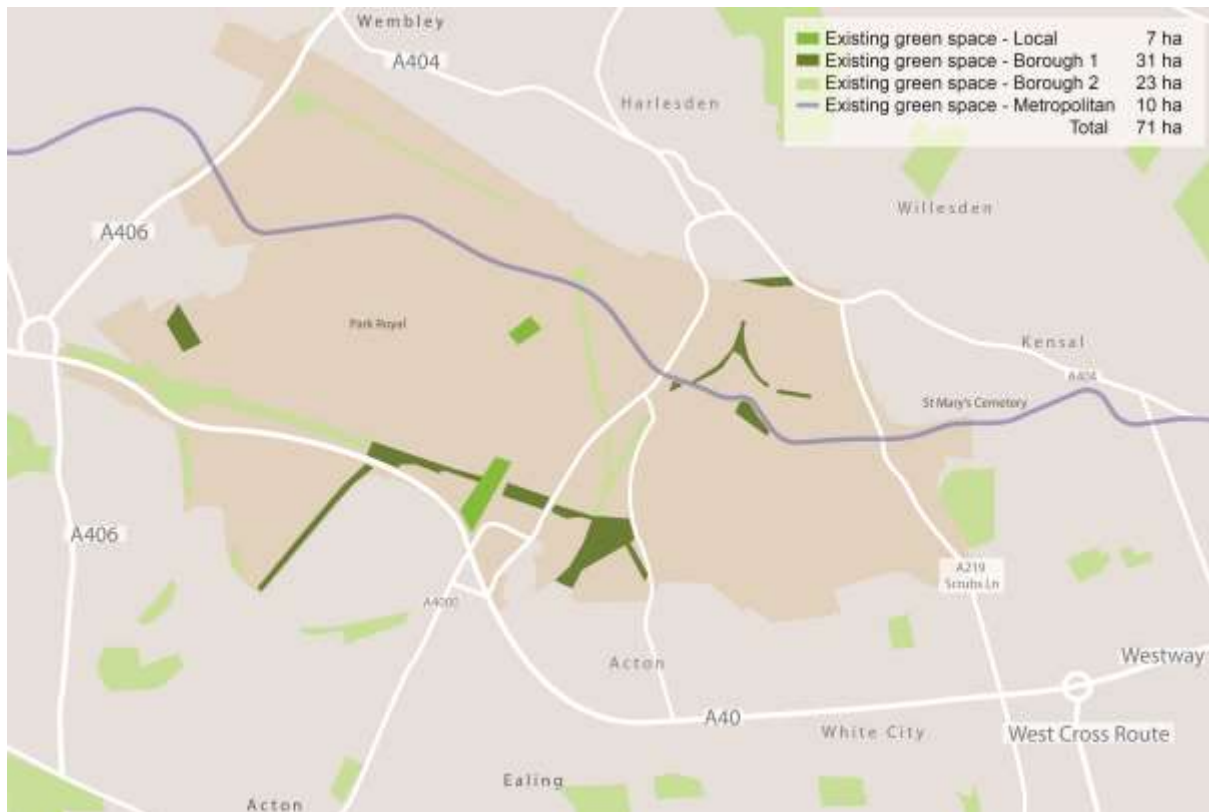 Wembley
A404
Harlesden
Existing green space - Local 7 ha
Existing green space - Borough 1 31 ha
Existing green space - Borough 2 23 ha
Existing green space - Metropolitan 10 ha
Total 71 ha
Willesden
A406
Park Royal
Kensal
A404
St Mary's Cemetery
A406
A219
Scrubs Ln
A4000
Acton
Westway
A40
White City
West Cross Route
Ealing
Acton